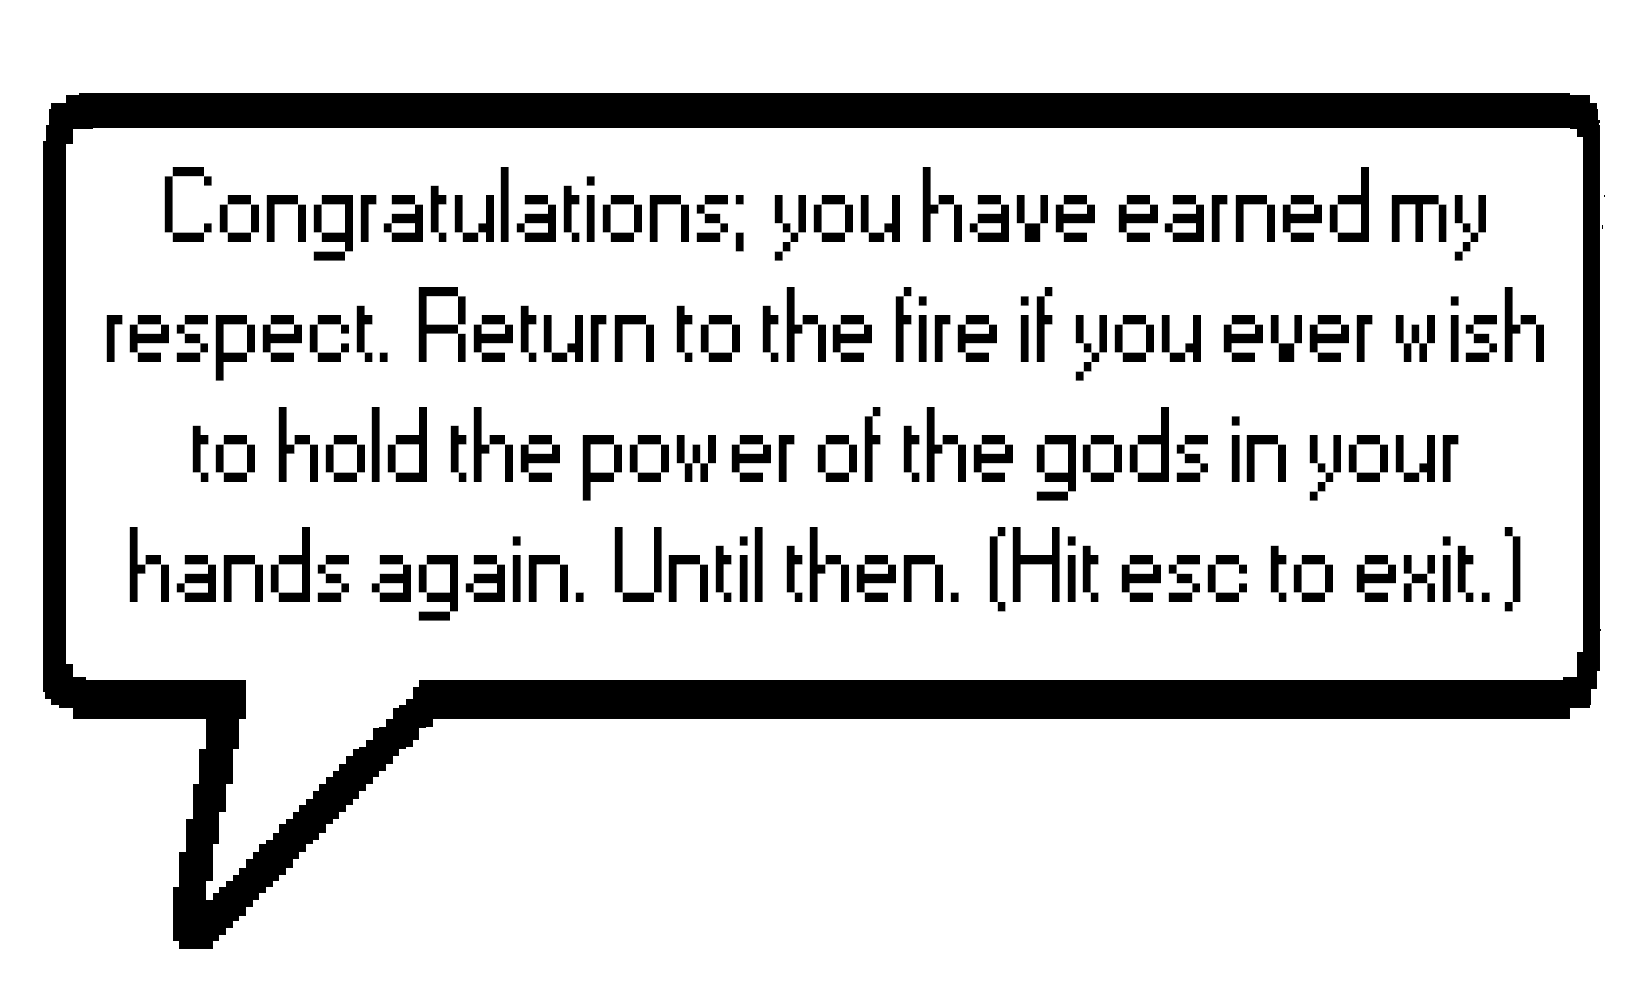 Congratulations; you have earned my
respect. Return to the fire if you ever wish
to hold the power of the gods in your
hands again. Until then. (Hit esc to exit.)